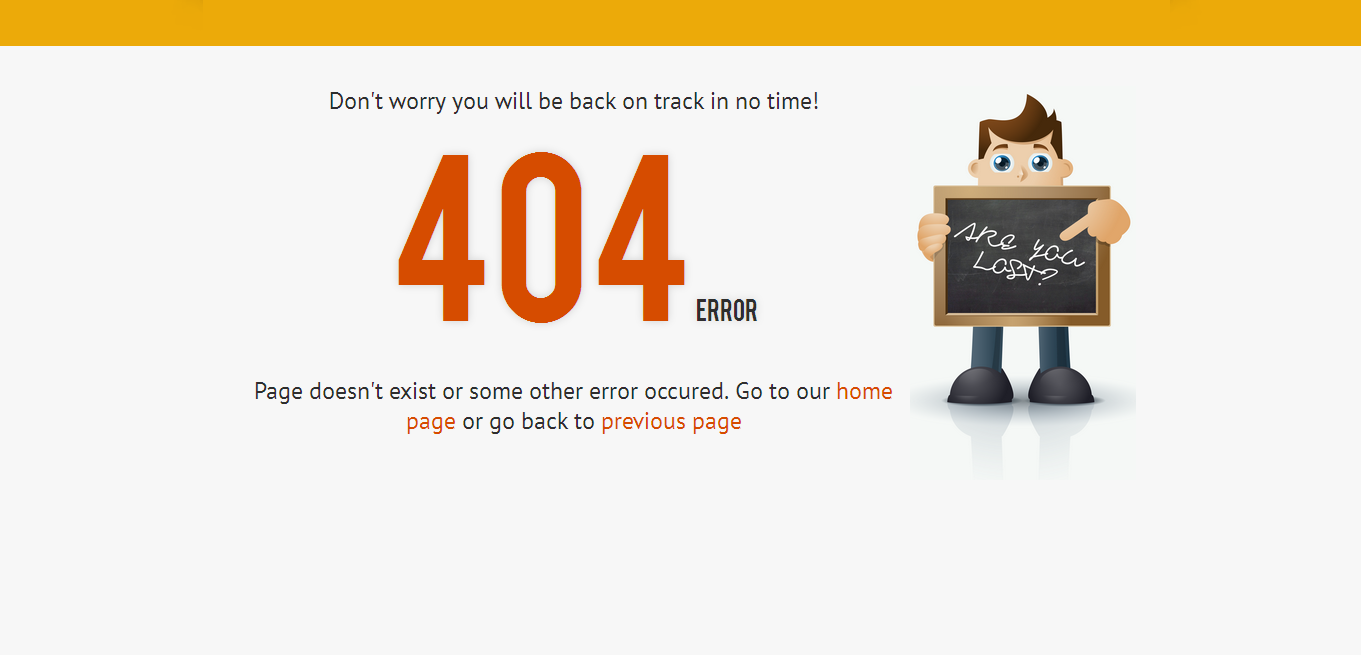 Don't worry you will be back on track in no time!
404 ERROR
ARE YOU
LOST?
Page doesn't exist or some other error occured. Go to our home
page or go back to previous page